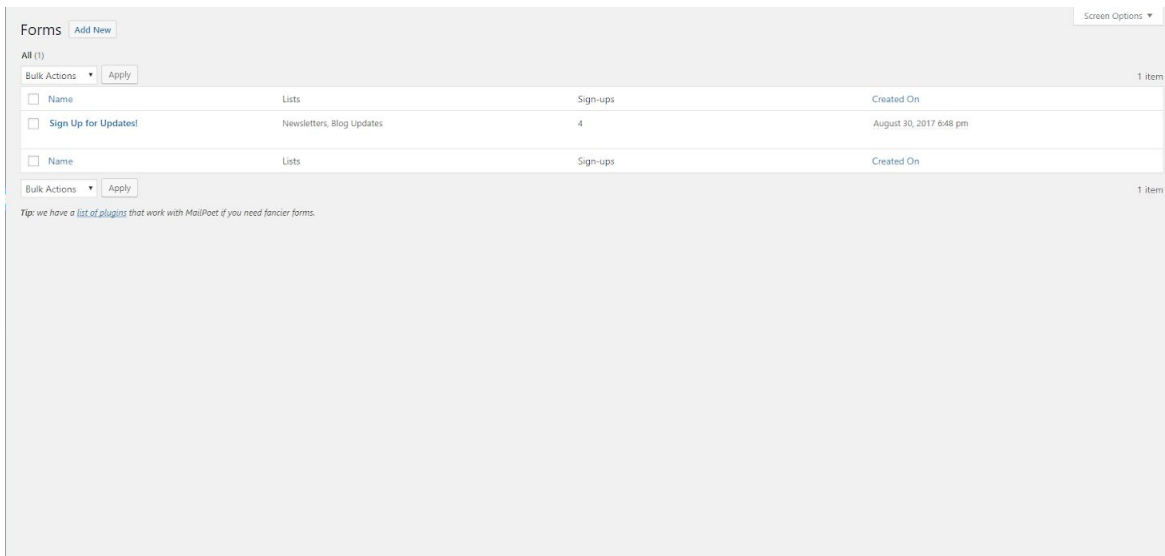 Screen Options ▼
Forms Add New
All (1)
Bulk Actions ▼ Apply 1 item
Name Lists Sign-ups Created On
Sign Up for Updates! Newsletters, Blog Updates 4 August 30, 2017 6:48 pm
Name Lists Sign-ups Created On
Bulk Actions ▼ Apply 1 item
Tip: we have a list of plugins that work with MailPoet if you need fancier forms.